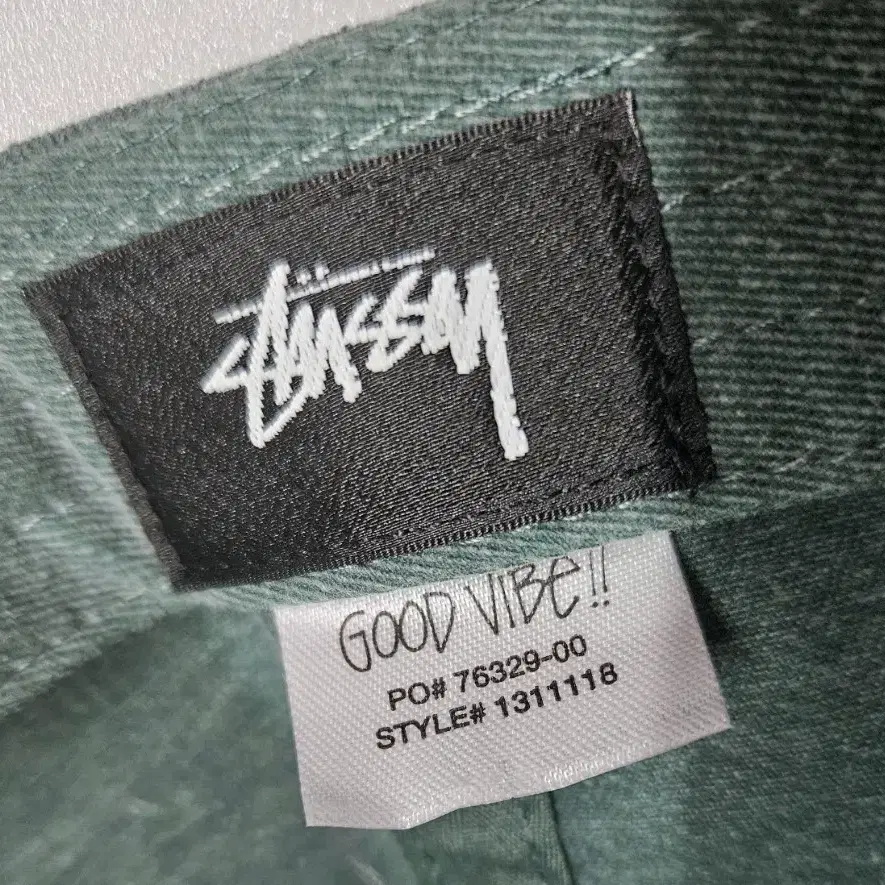 STÜSSY
GOOD VIBE!!
PO# 76329-00
STYLE# 1311118